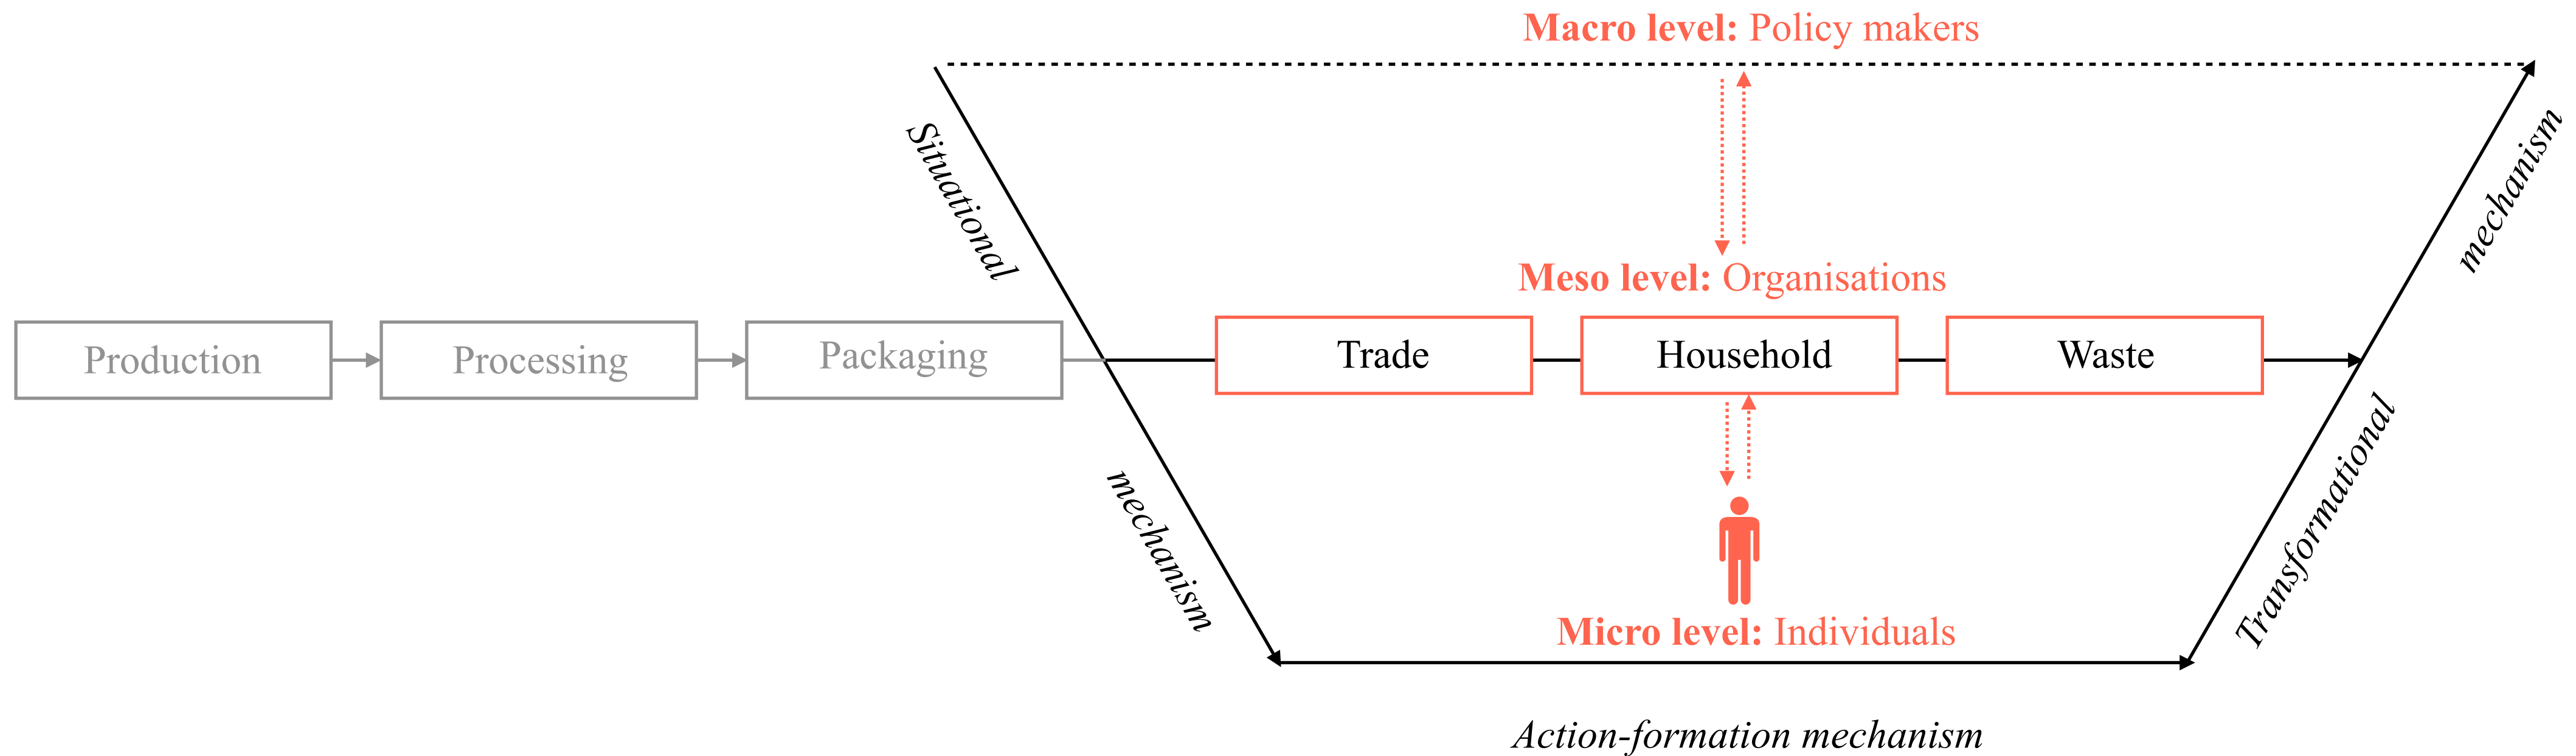 Macro level: Policy makers
Situational
mechanism
Meso level: Organisations
Production
Processing
Packaging
Trade
Household
Waste
mechanism
Transformational
Micro level: Individuals
Action-formation mechanism